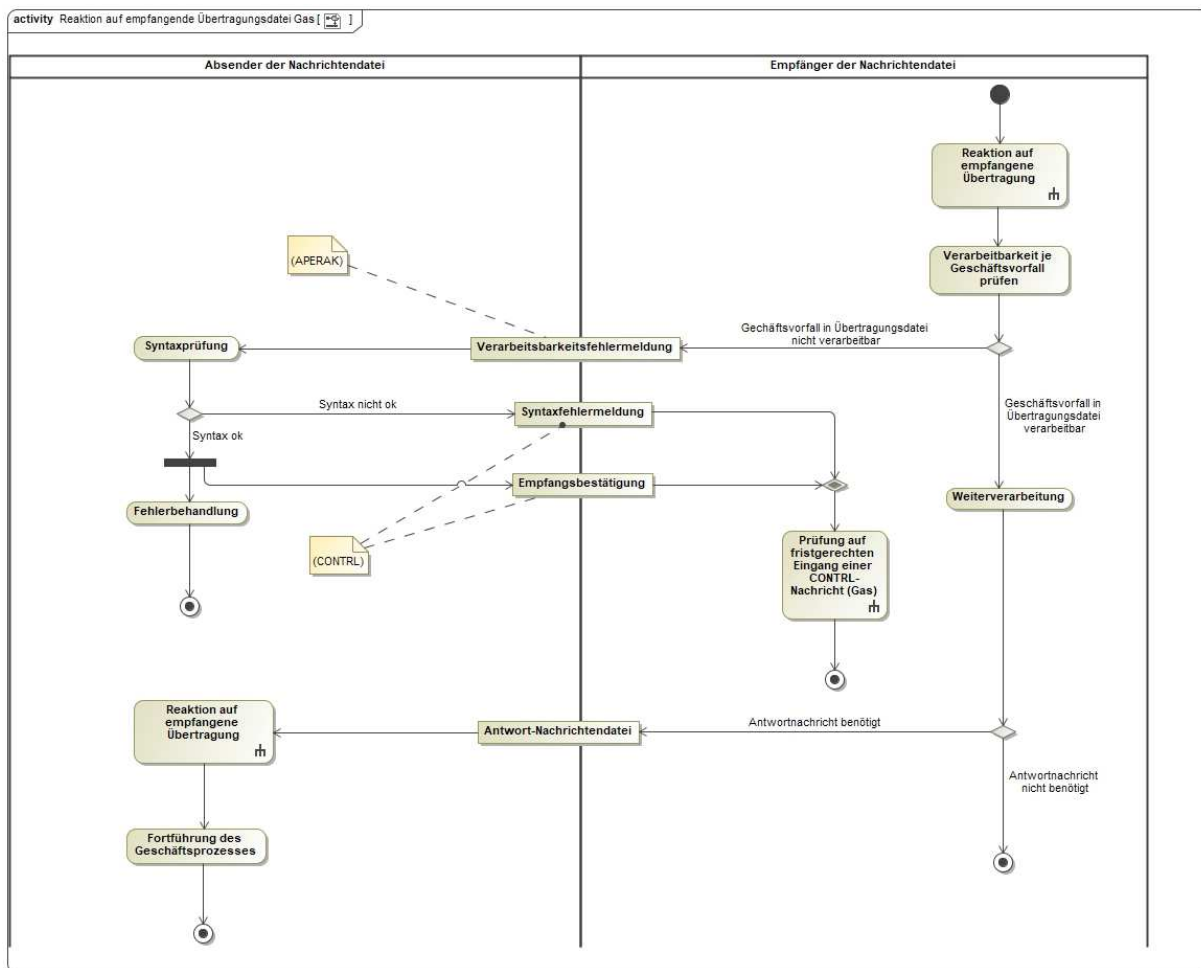 activity Reaktion auf empfangende Übertragungsdatei Gas [ ]
Absender der Nachrichtendatei
Empfänger der Nachrichtendatei
Reaktion auf
empfangene
Übertragung
(APERAK)
Verarbeitbarkeit je
Geschäftsvorfall
prüfen
Gechäftsvorfall in Übertragungsdatei
nicht verarbeitbar
Syntaxprüfung
Verarbeitsbarkeitsfehlermeldung
Syntax nicht ok
Syntaxfehlermeldung
Geschäftsvorfall in
Übertragungsdatei
verarbeitbar
Syntax ok
Empfangsbestätigung
Weiterverarbeitung
Fehlerbehandlung
(CONTRL)
Prüfung auf
fristgerechten
Eingang einer
CONTRL-
Nachricht (Gas)
Reaktion auf
empfangene
Übertragung
Antwort-Nachrichtendatei
Antwortnachricht benötigt
Antwortnachricht
nicht benötigt
Fortführung des
Geschäftsprozesses